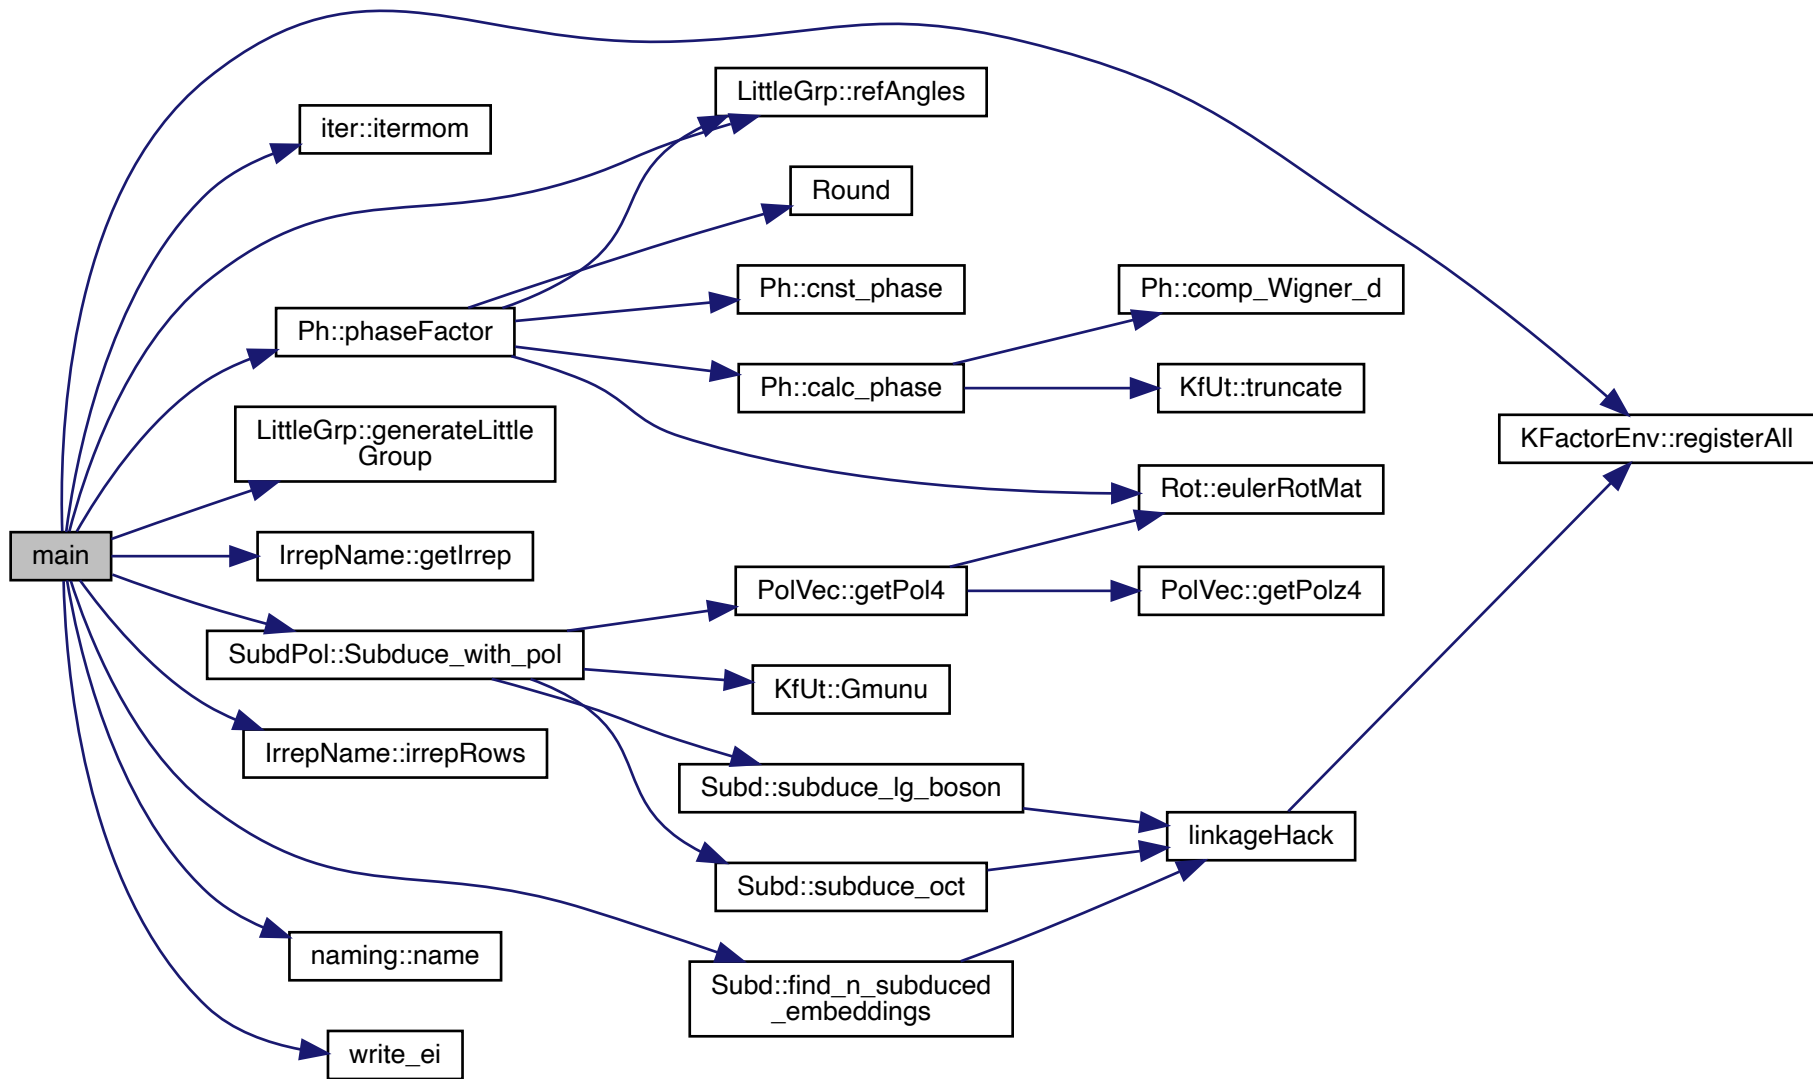 LittleGrp::refAngles
iter::itermom
Round
Ph::cnst_phase
Ph::comp_Wigner_d
Ph::phaseFactor
Ph::calc_phase
KfUt::truncate
LittleGrp::generateLittle
Group
KFactorEnv::registerAll
Rot::eulerRotMat
main
IrrepName::getIrrep
PolVec::getPol4
PolVec::getPolz4
SubdPol::Subduce_with_pol
KfUt::Gmunu
IrrepName::irrepRows
Subd::subduce_lg_boson
linkageHack
Subd::subduce_oct
naming::name
Subd::find_n_subduced
_embeddings
write_ei